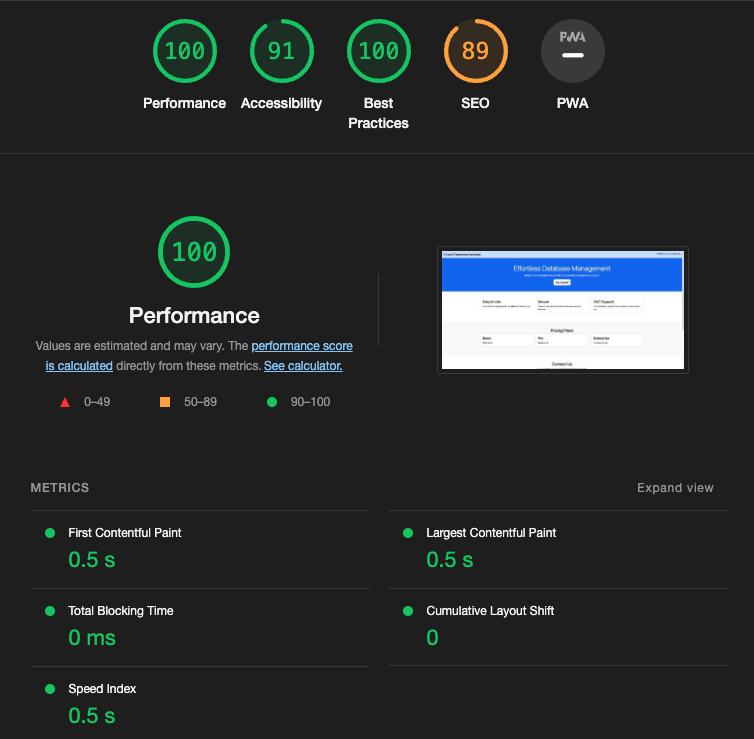 100
91
100
89
PWA
Performance
Accessibility
Best
Practices
SEO
PWA
100
Performance
Values are estimated and may vary. The performance score
is calculated directly from these metrics. See calculator.
0–49
50–89
90–100
Effortless Database Management
Easy to Use
Secure
24/7 Support
Pricing Plans
Basic
Pro
Enterprise
Contact Us
METRICS
Expand view
First Contentful Paint
0.5 s
Largest Contentful Paint
0.5 s
Total Blocking Time
0 ms
Cumulative Layout Shift
0
Speed Index
0.5 s